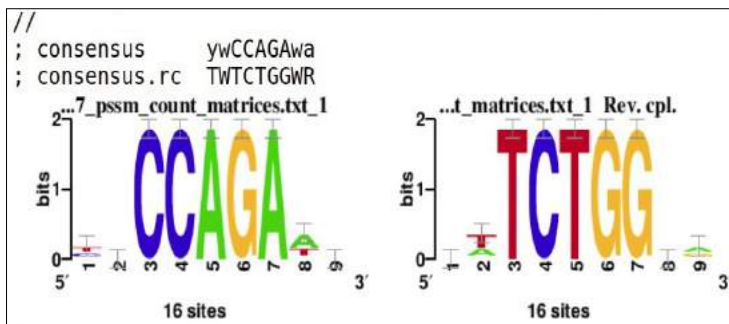 //
; consensus ywCCAGAwa
; consensus.rc TWTCTGGWR
...7_pssm_count_matrices.txt_1 ...t_matrices.txt_1 Rev. cpl.
2 2
bits bits
1 1
CCAGAA TCTGG
0 0
5′ 1 2 3 4 5 6 7 8 9 3′ 5′ 1 2 3 4 5 6 7 8 9 3′
16 sites 16 sites